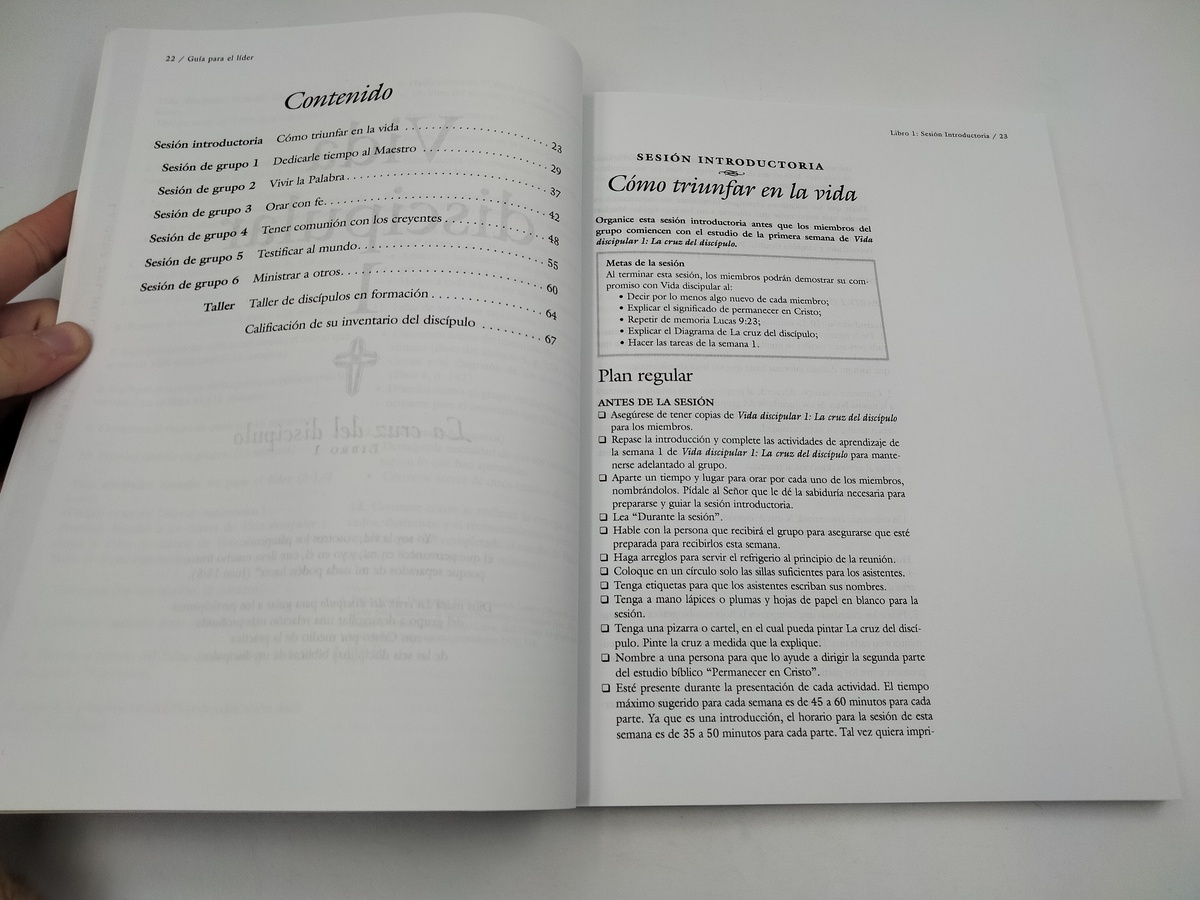 22 / Guía para el líder
Contenido
Sesión introductoria Cómo triunfar en la vida . . . . . . . . . . . . . . . . . . . . 23
Sesión de grupo 1 Dedicarle tiempo al Maestro . . . . . . . . . . . . . . . . . . 29
Sesión de grupo 2 Vivir la Palabra . . . . . . . . . . . . . . . . . . . . . . . . . . . . 37
Sesión de grupo 3 Orar con fe. . . . . . . . . . . . . . . . . . . . . . . . . . . . . . . 42
Sesión de grupo 4 Tener comunión con los creyentes . . . . . . . . . . . . . 48
Sesión de grupo 5 Testificar al mundo. . . . . . . . . . . . . . . . . . . . . . . . . 55
Sesión de grupo 6 Ministrar a otros. . . . . . . . . . . . . . . . . . . . . . . . . . . 60
Taller Taller de discípulos en formación . . . . . . . . . . . . . . . 64
Calificación de su inventario del discípulo . . . . . . . . 67
Libro 1: Sesión Introductoria / 23
SESIÓN INTRODUCTORIA
Cómo triunfar en la vida
Organice esta sesión introductoria antes que los miembros del
grupo comiencen con el estudio de la primera semana de Vida
discipular 1: La cruz del discípulo.
Metas de la sesión
Al terminar esta sesión, los miembros podrán demostrar su com-
promiso con Vida discipular al:
• Decir por lo menos algo nuevo de cada miembro;
• Explicar el significado de permanecer en Cristo;
• Repetir de memoria Lucas 9:23;
• Explicar el Diagrama de La cruz del discípulo;
• Hacer las tareas de la semana 1.
Plan regular
ANTES DE LA SESIÓN
❑ Asegúrese de tener copias de Vida discipular 1: La cruz del discípulo
para los miembros.
❑ Repase la introducción y complete las actividades de aprendizaje de
la semana 1 de Vida discipular 1: La cruz del discípulo para mante-
nerse adelantado al grupo.
❑ Aparte un tiempo y lugar para orar por cada uno de los miembros,
nombrándolos. Pídale al Señor que le dé la sabiduría necesaria para
prepararse y guiar la sesión introductoria.
❑ Lea “Durante la sesión”.
❑ Hable con la persona que recibirá el grupo para asegurarse que esté
preparada para recibirlos esta semana.
❑ Haga arreglos para servir el refrigerio al principio de la reunión.
❑ Coloque en un círculo solo las sillas suficientes para los asistentes.
❑ Tenga etiquetas para que los asistentes escriban sus nombres.
❑ Tenga a mano lápices o plumas y hojas de papel en blanco para la
sesión.
❑ Tenga una pizarra o cartel, en el cual pueda pintar La cruz del discí-
pulo. Pinte la cruz a medida que la explique.
❑ Nombre a una persona para que lo ayude a dirigir la segunda parte
del estudio bíblico “Permanecer en Cristo”.
❑ Esté presente durante la presentación de cada actividad. El tiempo
máximo sugerido para cada semana es de 45 a 60 minutos para cada
parte. Ya que es una introducción, el horario para la sesión de esta
semana es de 35 a 50 minutos para cada parte. Tal vez quiera impri-